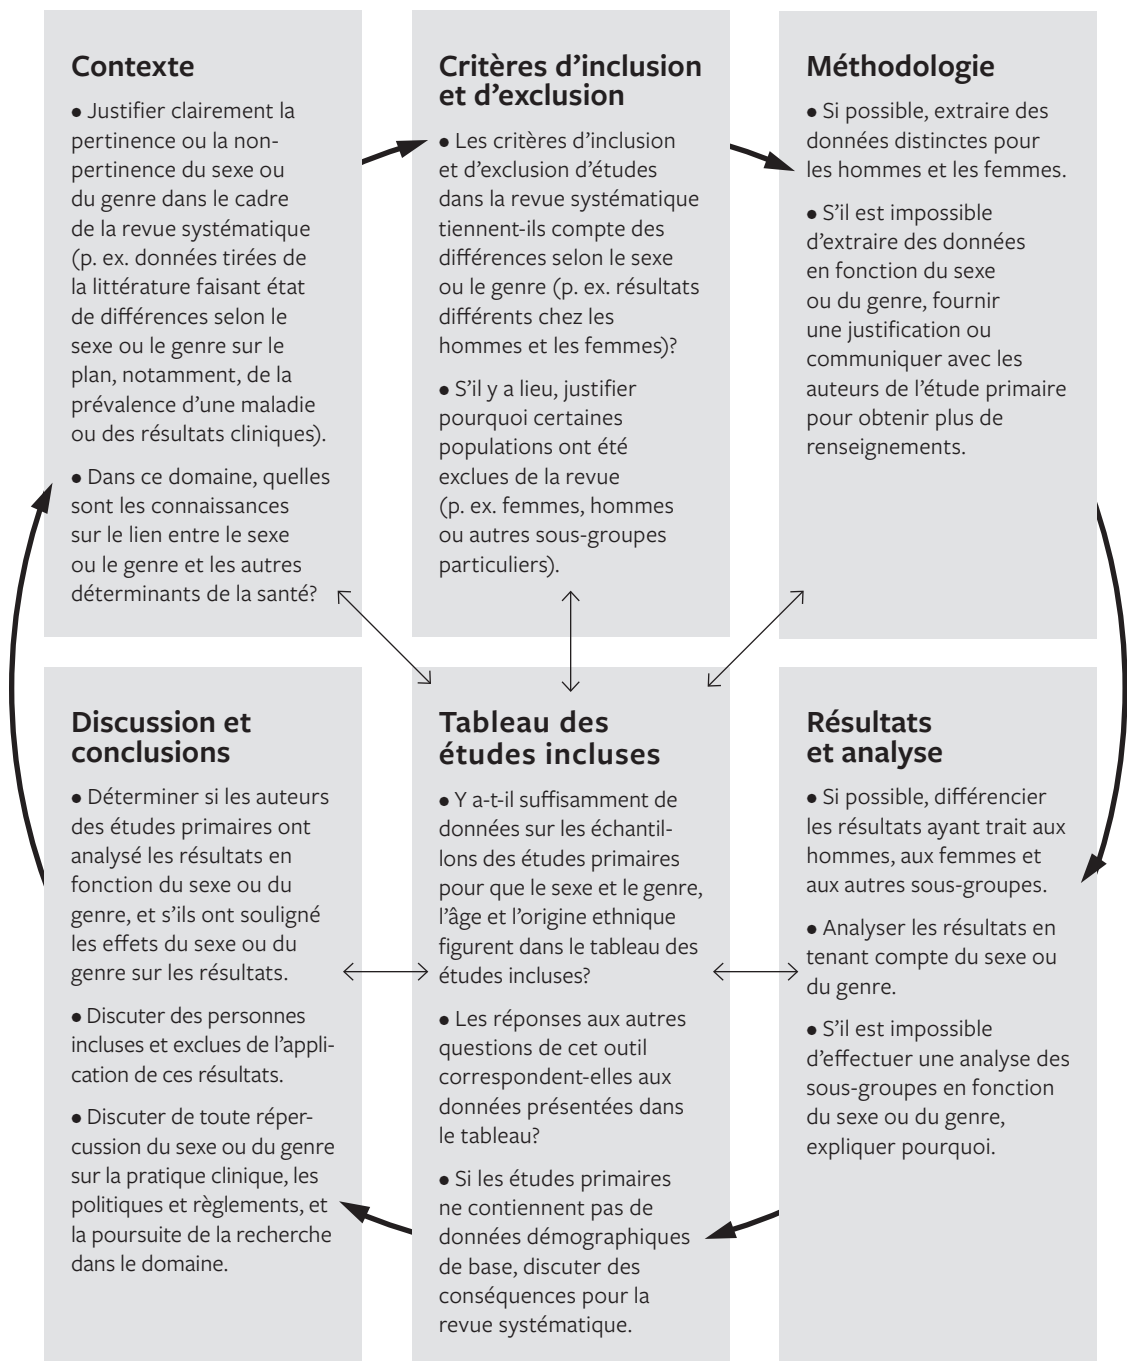 Contexte
• Justifier clairement la
pertinence ou la non-
pertinence du sexe ou
du genre dans le cadre
de la revue systématique
(p. ex. données tirées de
la littérature faisant état
de différences selon le
sexe ou le genre sur le
plan, notamment, de la
prévalence d’une maladie
ou des résultats cliniques).
• Dans ce domaine, quelles
sont les connaissances
sur le lien entre le sexe
ou le genre et les autres
déterminants de la santé?
Critères d’inclusion
et d’exclusion
• Les critères d’inclusion
et d’exclusion d’études
dans la revue systématique
tiennent-ils compte des
différences selon le sexe
ou le genre (p. ex. résultats
différents chez les
hommes et les femmes)?
• S’il y a lieu, justifier
pourquoi certaines
populations ont été
exclues de la revue
(p. ex. femmes, hommes
ou autres sous-groupes
particuliers).
Méthodologie
• Si possible, extraire des
données distinctes pour
les hommes et les femmes.
• S’il est impossible
d’extraire des données
en fonction du sexe
ou du genre, fournir
une justification ou
communiquer avec les
auteurs de l’étude primaire
pour obtenir plus de
renseignements.
Discussion et
conclusions
• Déterminer si les auteurs
des études primaires ont
analysé les résultats en
fonction du sexe ou du
genre, et s’ils ont souligné
les effets du sexe ou du
genre sur les résultats.
• Discuter des personnes
incluses et exclues de l’appli-
cation de ces résultats.
• Discuter de toute réper-
cussion du sexe ou du genre
sur la pratique clinique, les
politiques et règlements, et
la poursuite de la recherche
dans le domaine.
Tableau des
études incluses
• Y a-t-il suffisamment de
données sur les échantil-
lons des études primaires
pour que le sexe et le genre,
l’âge et l’origine ethnique
figurent dans le tableau des
études incluses?
• Les réponses aux autres
questions de cet outil
correspondent-elles aux
données présentées dans
le tableau?
• Si les études primaires
ne contiennent pas de
données démographiques
de base, discuter des
conséquences pour la
revue systématique.
Résultats
et analyse
• Si possible, différencier
les résultats ayant trait aux
hommes, aux femmes et
aux autres sous-groupes.
• Analyser les résultats en
tenant compte du sexe ou
du genre.
• S’il est impossible
d’effectuer une analyse des
sous-groupes en fonction
du sexe ou du genre,
expliquer pourquoi.